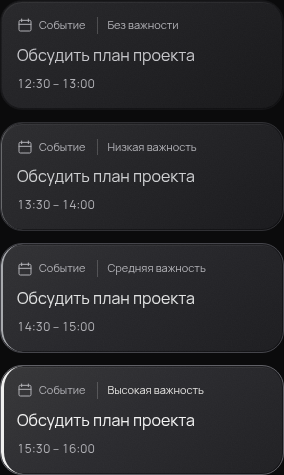 Событие | Без важности
Обсудить план проекта
12:30 – 13:00
Событие | Низкая важность
Обсудить план проекта
13:30 – 14:00
Событие | Средняя важность
Обсудить план проекта
14:30 – 15:00
Событие | Высокая важность
Обсудить план проекта
15:30 – 16:00